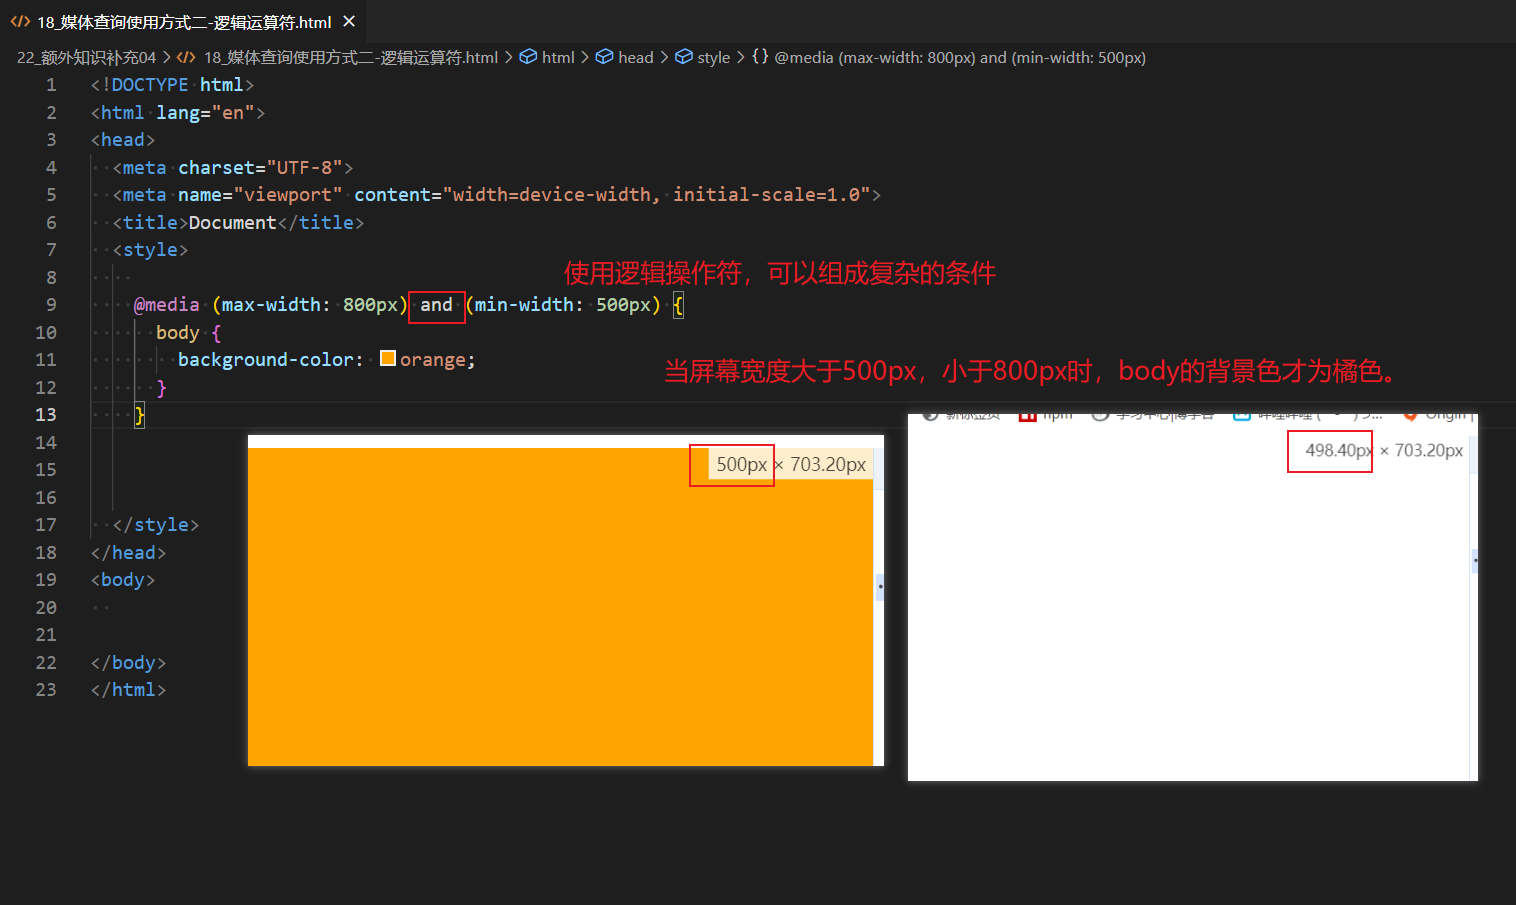 18_媒体查询使用方式二-逻辑运算符.html
22_额外知识补充04 > 18_媒体查询使用方式二-逻辑运算符.html > html > head > style > {} @media (max-width: 800px) and (min-width: 500px)
1 <!DOCTYPE html>
2 <html lang="en">
3 <head>
4 <meta charset="UTF-8">
5 <meta name="viewport" content="width=device-width, initial-scale=1.0">
6 <title>Document</title>
7 <style>
8
使用逻辑操作符，可以组成复杂的条件
9 @media (max-width: 800px) and (min-width: 500px) {
10 body {
11 background-color: orange;
当屏幕宽度大于500px，小于800px时，body的背景色才为橘色。
12 }
13 }
14
15
16
17 </style>
18 </head>
19 <body>
20
21
22 </body>
23 </html>
500px × 703.20px
npm
498.40px × 703.20px